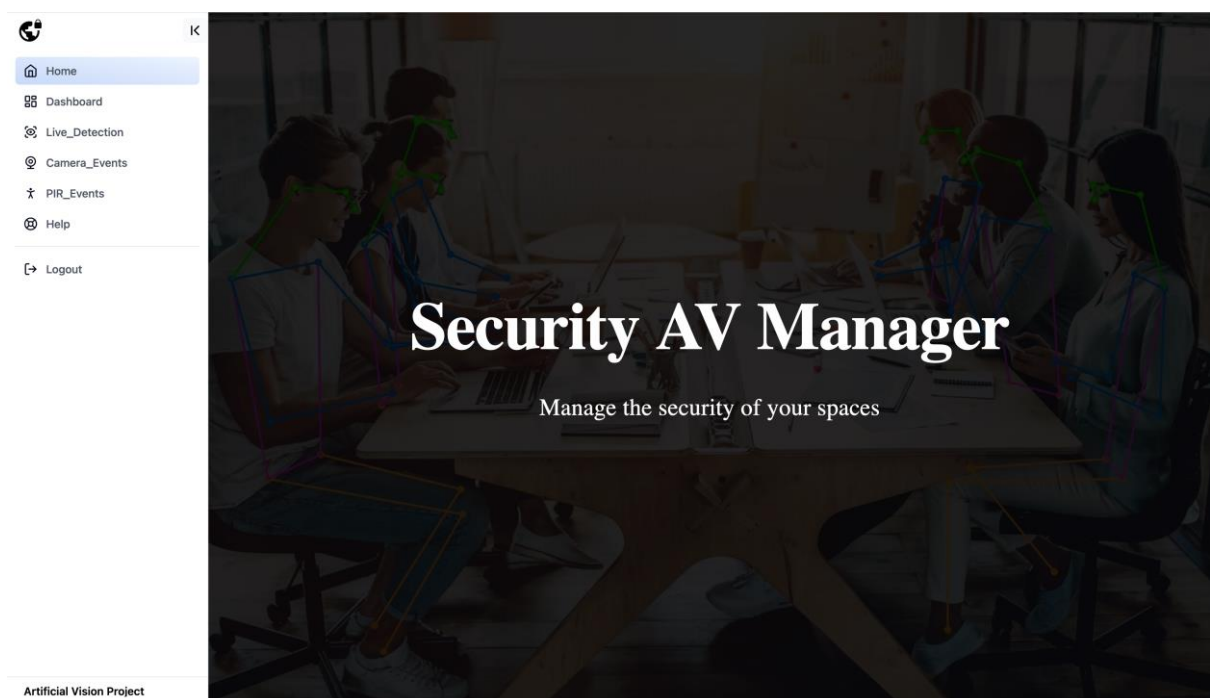 Home
Dashboard
Live_Detection
Camera_Events
PIR_Events
Help
Logout
Security AV Manager
Manage the security of your spaces
Artificial Vision Project